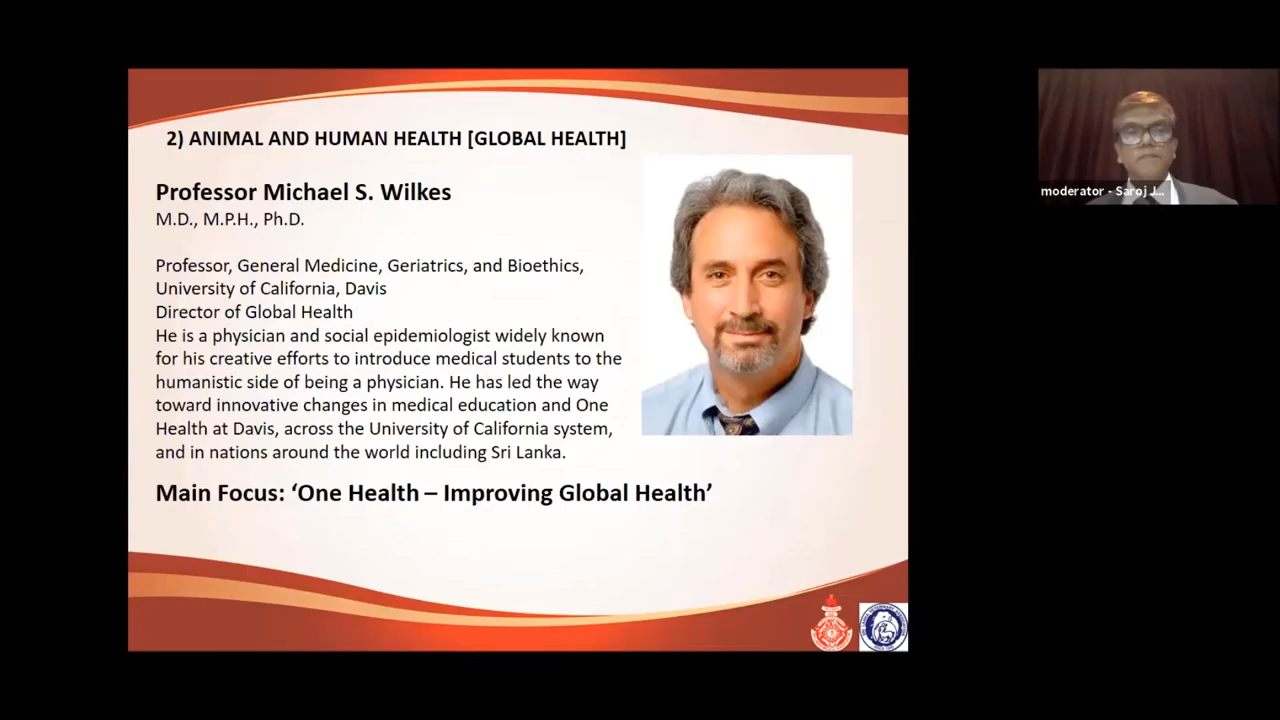 2) ANIMAL AND HUMAN HEALTH [GLOBAL HEALTH]
Professor Michael S. Wilkes
M.D., M.P.H., Ph.D.
Professor, General Medicine, Geriatrics, and Bioethics,
University of California, Davis
Director of Global Health
He is a physician and social epidemiologist widely known
for his creative efforts to introduce medical students to the
humanistic side of being a physician. He has led the way
toward innovative changes in medical education and One
Health at Davis, across the University of California system,
and in nations around the world including Sri Lanka.
Main Focus: ‘One Health – Improving Global Health’
moderator - Saroj J...